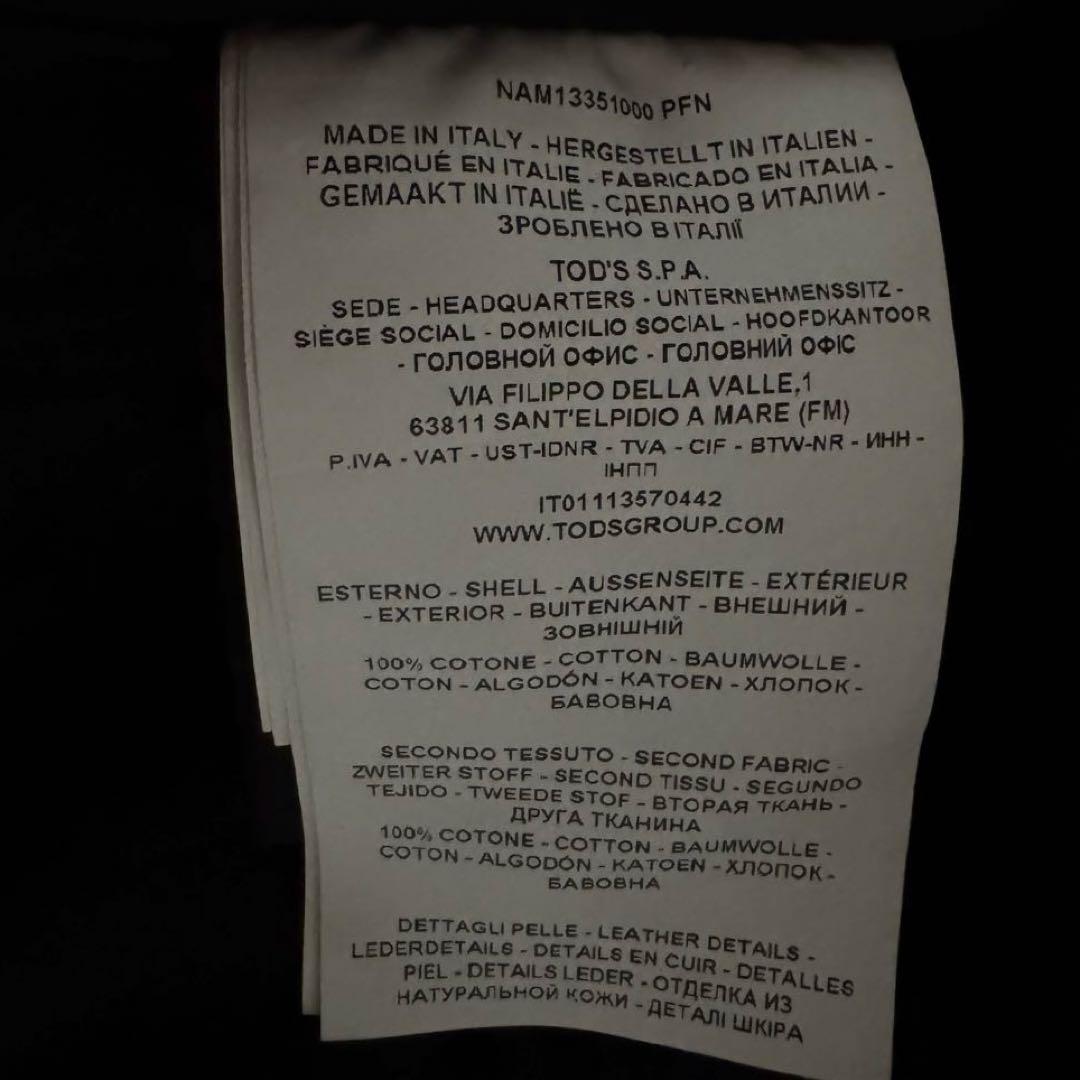 NAM13351000 PFN
MADE IN ITALY - HERGESTELLT IN ITALIEN -
FABRIQUÉ EN ITALIE - FABRICADO EN ITALIA -
GEMAAKT IN ITALIË - СДЕЛАНО В ИТАЛИИ -
ЗРОБЛЕНО В ІТАЛІЇ
TOD'S S.P.A.
SEDE - HEADQUARTERS - UNTERNEHMENSSITZ -
SIÈGE SOCIAL - DOMICILIO SOCIAL - HOOFDKANTOOR
- ГОЛОВНОЙ ОФИС - ГОЛОВНИЙ ОФІС
VIA FILIPPO DELLA VALLE,1
63811 SANT'ELPIDIO A MARE (FM)
P.IVA - VAT - UST-IDNR - TVA - CIF - BTW-NR - ИНН -
ІНПП
IT01113570442
WWW.TODSGROUP.COM
ESTERNO - SHELL - AUSSENSEITE - EXTÉRIEUR
- EXTERIOR - BUITENKANT - ВНЕШНИЙ -
ЗОВНІШНІЙ
100% COTONE - COTTON - BAUMWOLLE -
COTON - ALGODÓN - KATOEN - ХЛОПОК -
БАВОВНА
SECONDO TESSUTO - SECOND FABRIC -
ZWEITER STOFF - SECOND TISSU - SEGUNDO
TEJIDO - TWEEDE STOF - ВТОРАЯ ТКАНЬ -
ДРУГА ТКАНИНА
100% COTONE - COTTON - BAUMWOLLE -
COTON - ALGODÓN - KATOEN - ХЛОПОК -
БАВОВНА
DETTAGLI PELLE - LEATHER DETAILS -
LEDERDETAILS - DETAILS EN CUIR - DETALLES
PIEL - DETAILS LEDER - ОТДЕЛКА ИЗ
НАТУРАЛЬНОЙ КОЖИ - ДЕТАЛІ ШКІРА